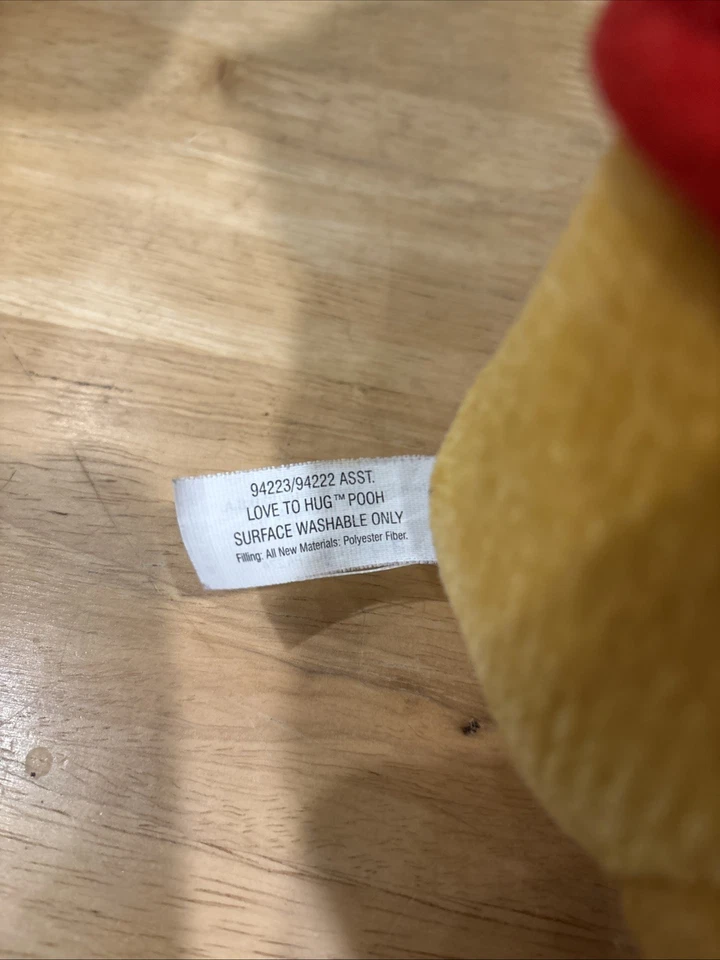 94223/94222 ASST.
LOVE TO HUG™ POOH
SURFACE WASHABLE ONLY
Filling: All New Materials: Polyester Fiber.